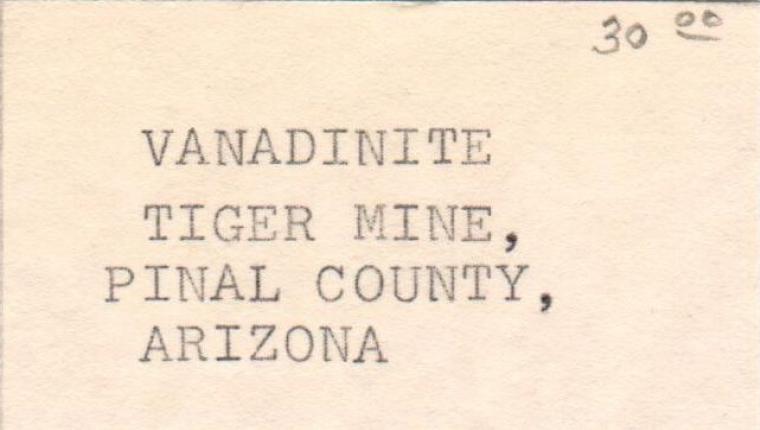 30 00
VANADINITE
TIGER MINE,
PINAL COUNTY,
ARIZONA